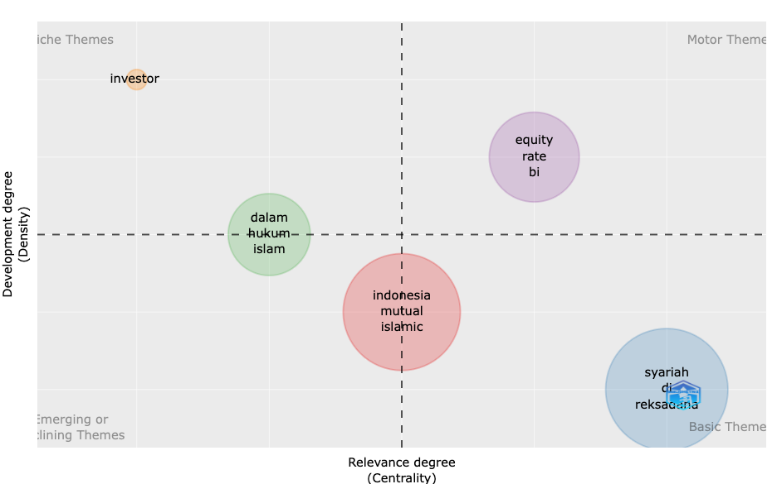 iche Themes
Motor Theme
investor
equity
rate
bi
dalam
hukum
islam
indonesia
mutual
islamic
syariah
di
reksadana
Emerging or
clining Themes
Basic Theme
Development degree
(Density)
Relevance degree
(Centrality)